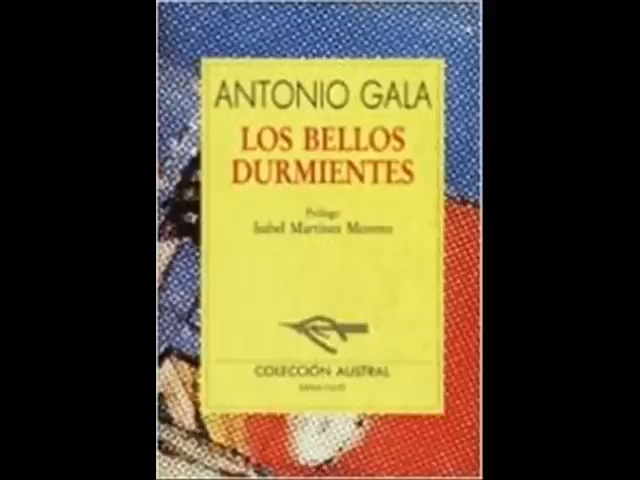 ANTONIO GALA
LOS BELLOS
DURMIENTES
Prólogo
Isabel Martínez Moreno
COLECCIÓN AUSTRAL